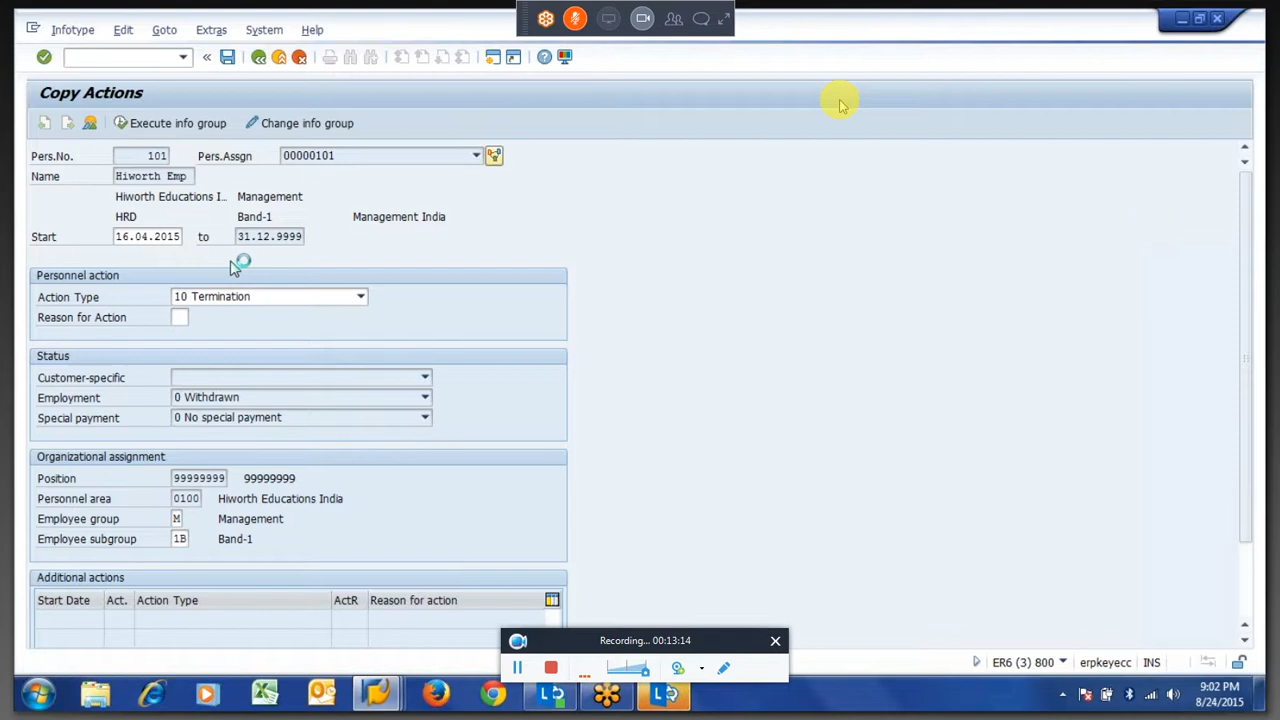 Infotype Edit Goto Extras System Help
Copy Actions
Execute info group Change info group
Pers.No. 101 Pers.Assgn 00000101
Name Hiworth Emp
Hiworth Educations I... Management
HRD Band-1 Management India
Start 16.04.2015 to 31.12.9999
Personnel action
Action Type 10 Termination
Reason for Action
Status
Customer-specific
Employment 0 Withdrawn
Special payment 0 No special payment
Organizational assignment
Position 99999999 99999999
Personnel area 0100 Hiworth Educations India
Employee group M Management
Employee subgroup 1B Band-1
Additional actions
Start Date Act. Action Type ActR Reason for action
Recording... 00:13:14
ER6 (3) 800 erpkeyecc INS
9:02 PM
8/24/2015